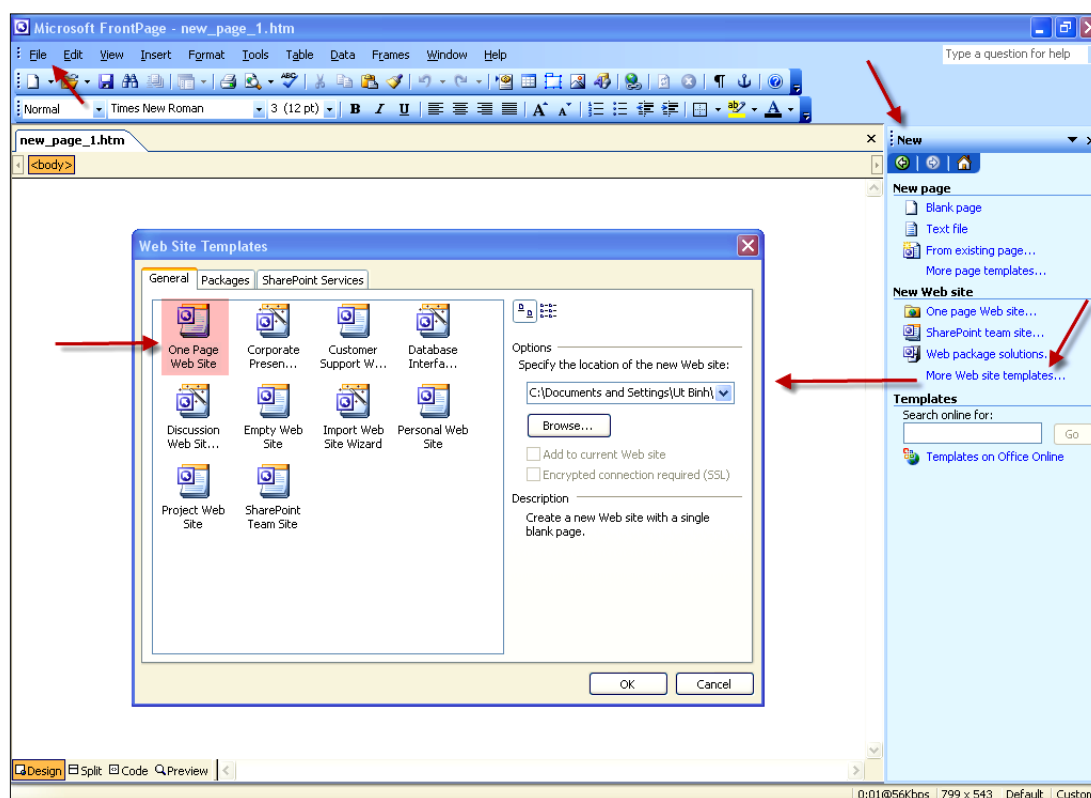 Microsoft FrontPage - new_page_1.htm
File Edit View Insert Format Tools Table Data Frames Window Help
Type a question for help
Normal Times New Roman 3 (12 pt) B I U A A ab A
new_page_1.htm
<body>
New
New page
Blank page
Text file
From existing page...
More page templates...
New Web site
One page Web site...
SharePoint team site...
Web package solutions.
More Web site templates...
Templates
Search online for:
Go
Templates on Office Online
Web Site Templates
General Packages SharePoint Services
One Page Web Site
Corporate Presen...
Customer Support W...
Database Interfa...
Discussion Web Sit...
Empty Web Site
Import Web Site Wizard
Personal Web Site
Project Web Site
SharePoint Team Site
Options
Specify the location of the new Web site:
C:\Documents and Settings\Ut Binh\
Browse...
Add to current Web site
Encrypted connection required (SSL)
Description
Create a new Web site with a single
blank page.
OK Cancel
Design Split Code Preview
0:01@56Kbps 799 x 543 Default Custom